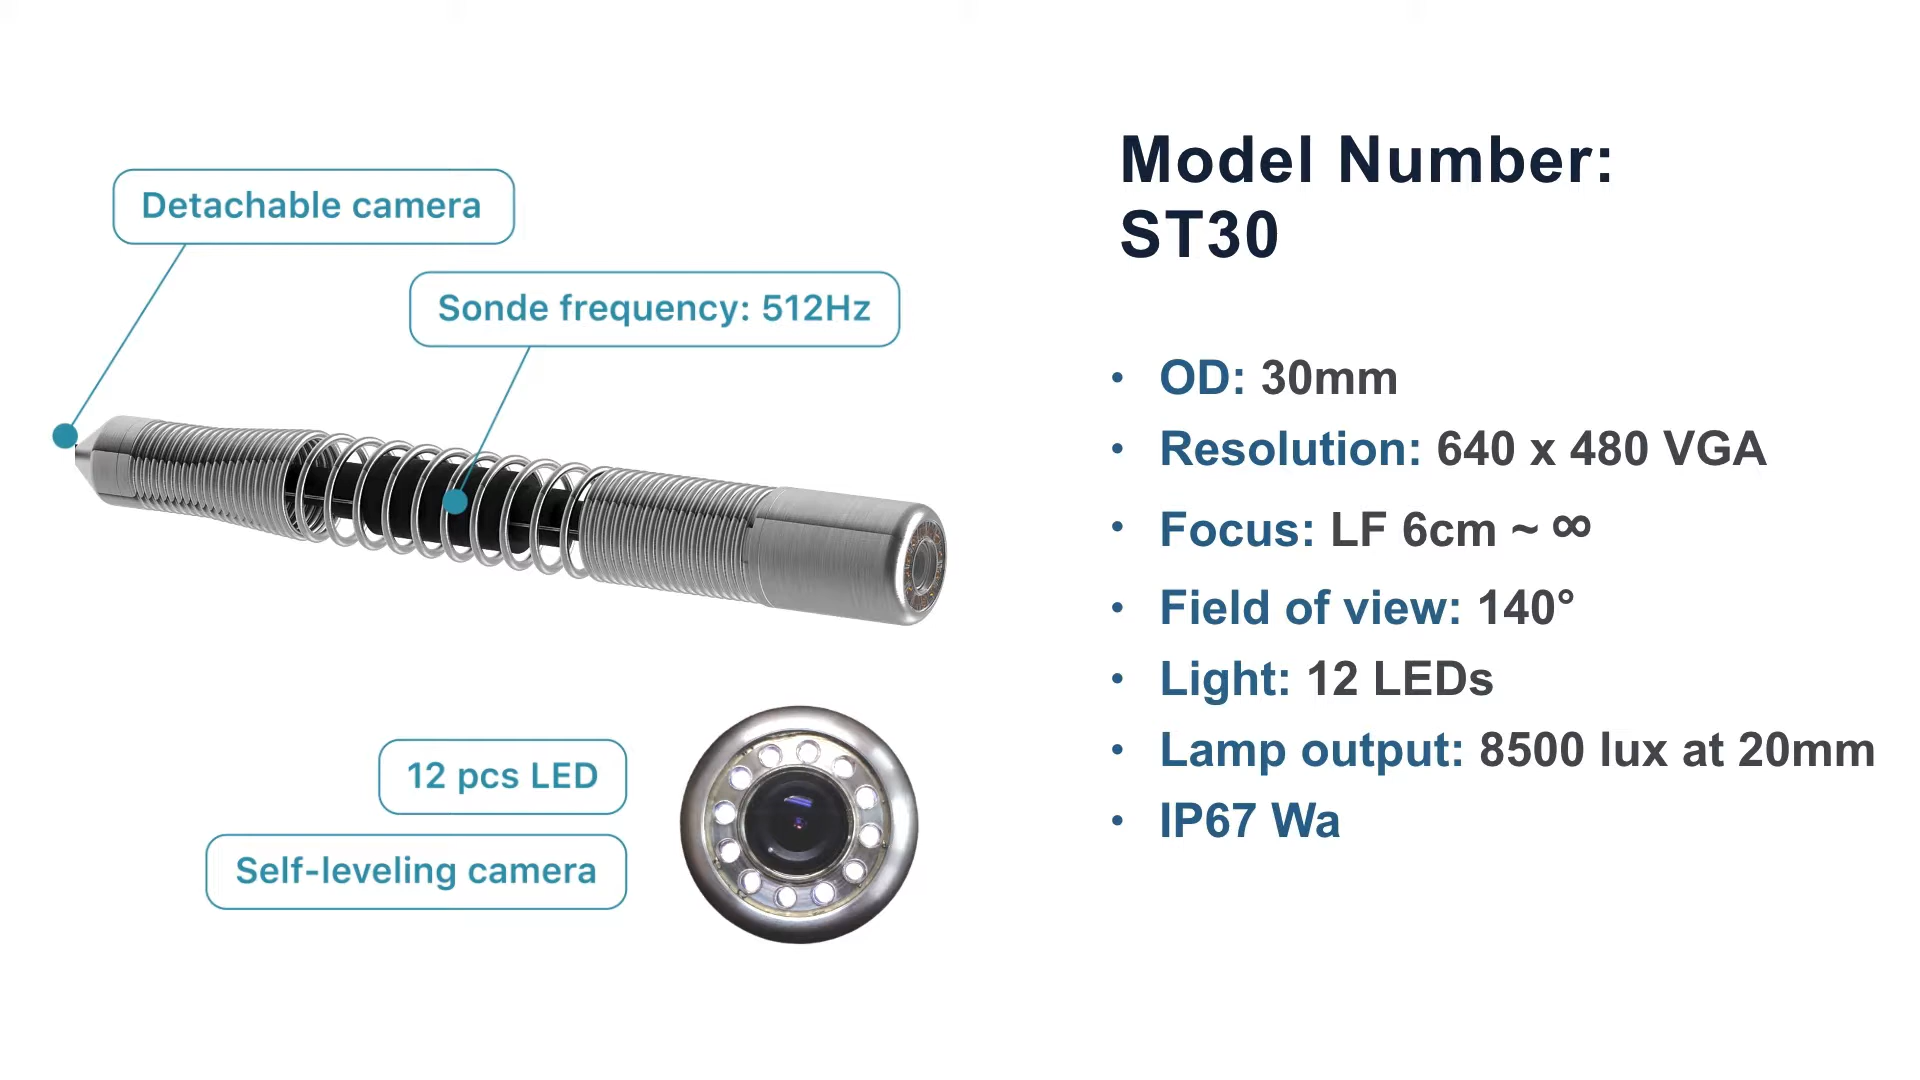 Detachable camera
Sonde frequency: 512Hz
12 pcs LED
Self-leveling camera
Model Number:
ST30
• OD: 30mm
• Resolution: 640 x 480 VGA
• Focus: LF 6cm ~ ∞
• Field of view: 140°
• Light: 12 LEDs
• Lamp output: 8500 lux at 20mm
• IP67 Wa